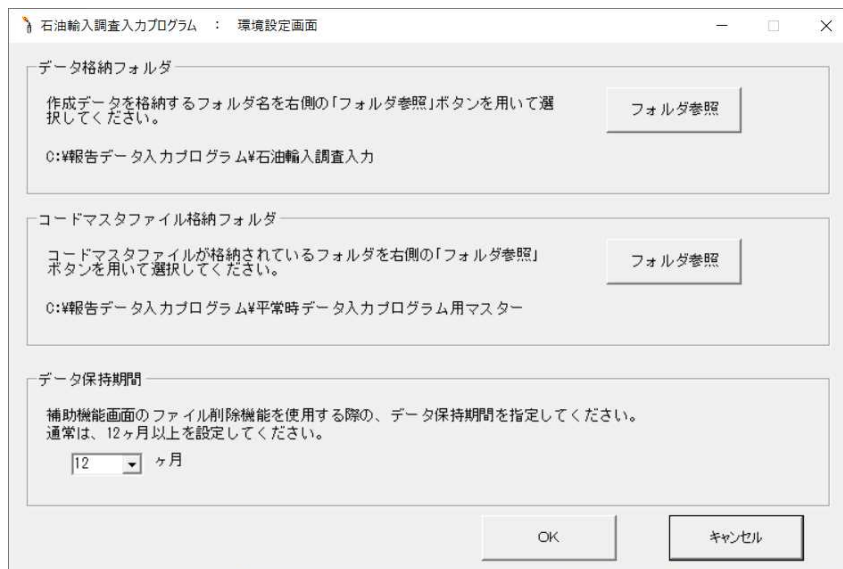 石油輸入調査入力プログラム ： 環境設定画面
データ格納フォルダ
作成データを格納するフォルダ名を右側の「フォルダ参照」ボタンを用いて選
択してください。
フォルダ参照
C:¥報告データ入力プログラム¥石油輸入調査入力
コードマスタファイル格納フォルダ
コードマスタファイルが格納されているフォルダを右側の「フォルダ参照」
ボタンを用いて選択してください。
フォルダ参照
C:¥報告データ入力プログラム¥平常時データ入力プログラム用マスター
データ保持期間
補助機能画面のファイル削除機能を使用する際の、データ保持期間を指定してください。
通常は、12ヶ月以上を設定してください。
12 ヶ月
OK キャンセル